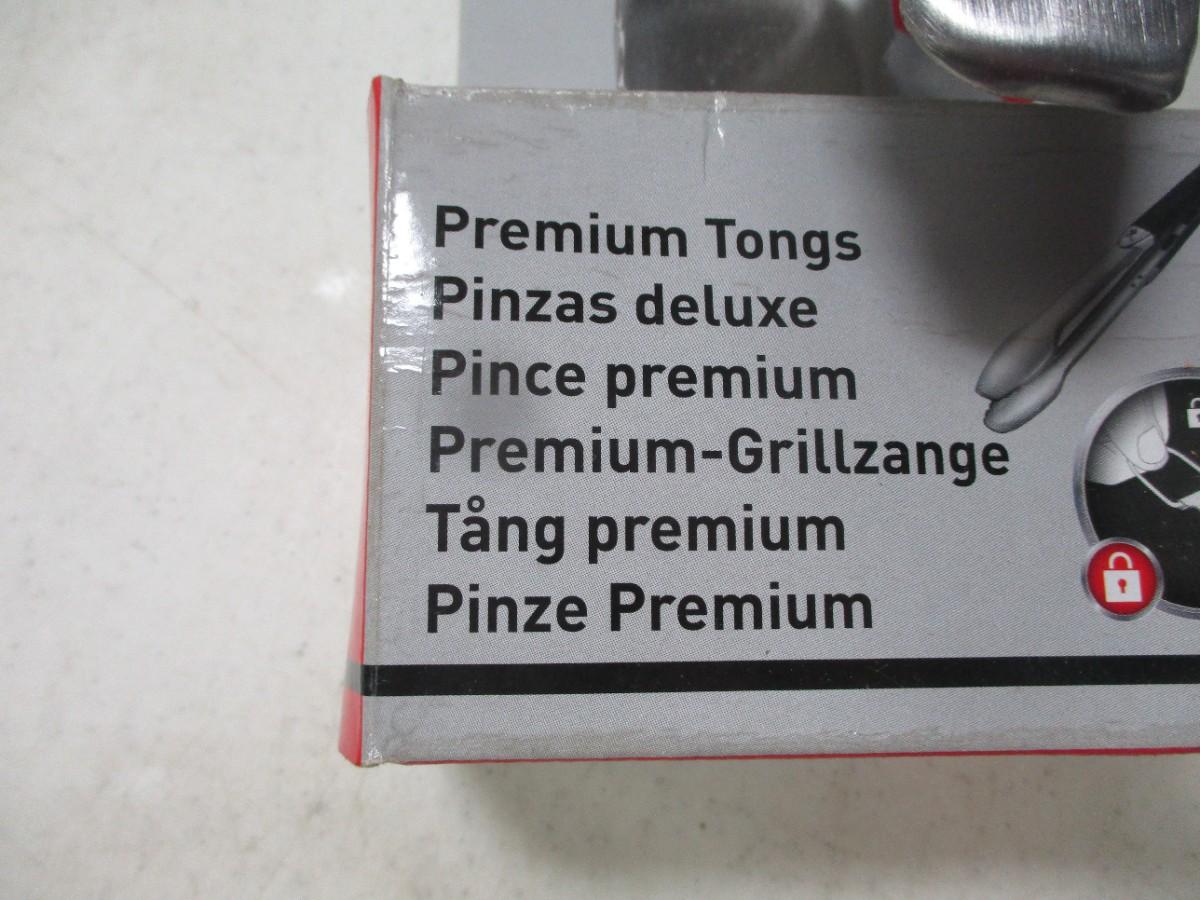 Premium Tongs
Pinzas deluxe
Pince premium
Premium-Grillzange
Tång premium
Pinze Premium